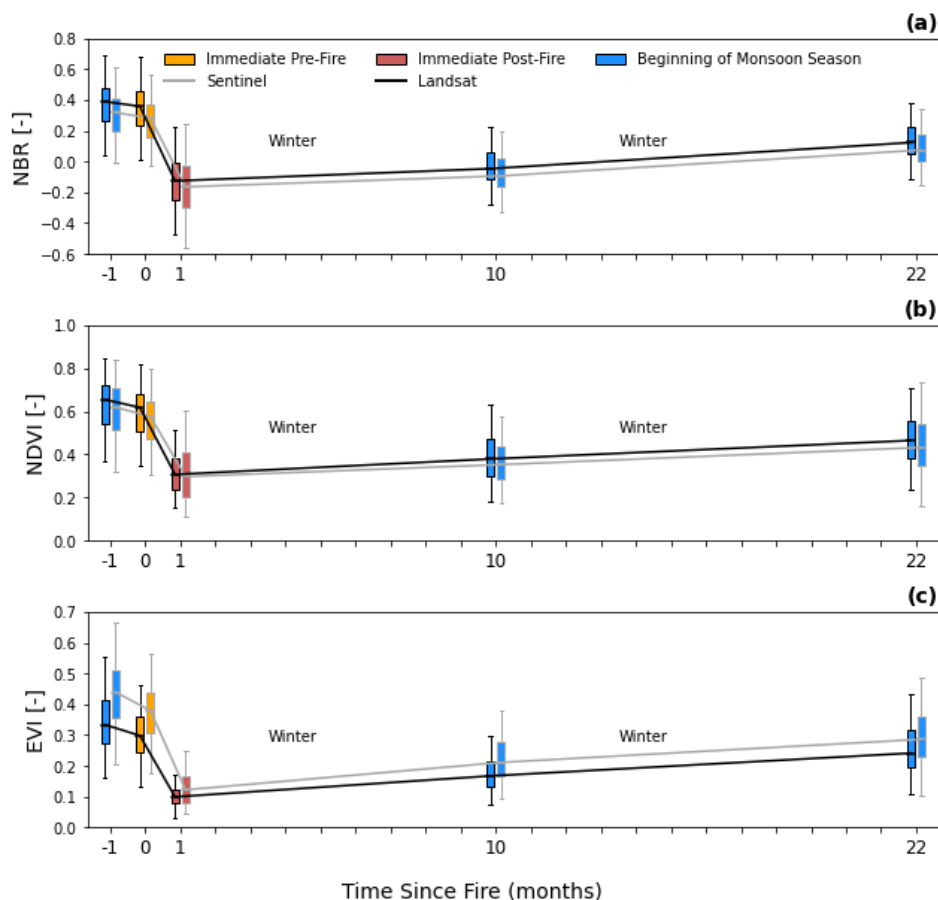 (a)
0.8
0.6
0.4
0.2
0.0
−0.2
−0.4
−0.6
NBR [-]
Immediate Pre-Fire Immediate Post-Fire Beginning of Monsoon Season
Sentinel Landsat
Winter Winter
-1 0 1 10 22
(b)
1.0
0.8
0.6
0.4
0.2
0.0
NDVI [-]
Winter Winter
-1 0 1 10 22
(c)
0.7
0.6
0.5
0.4
0.3
0.2
0.1
0.0
EVI [-]
Winter Winter
-1 0 1 10 22
Time Since Fire (months)